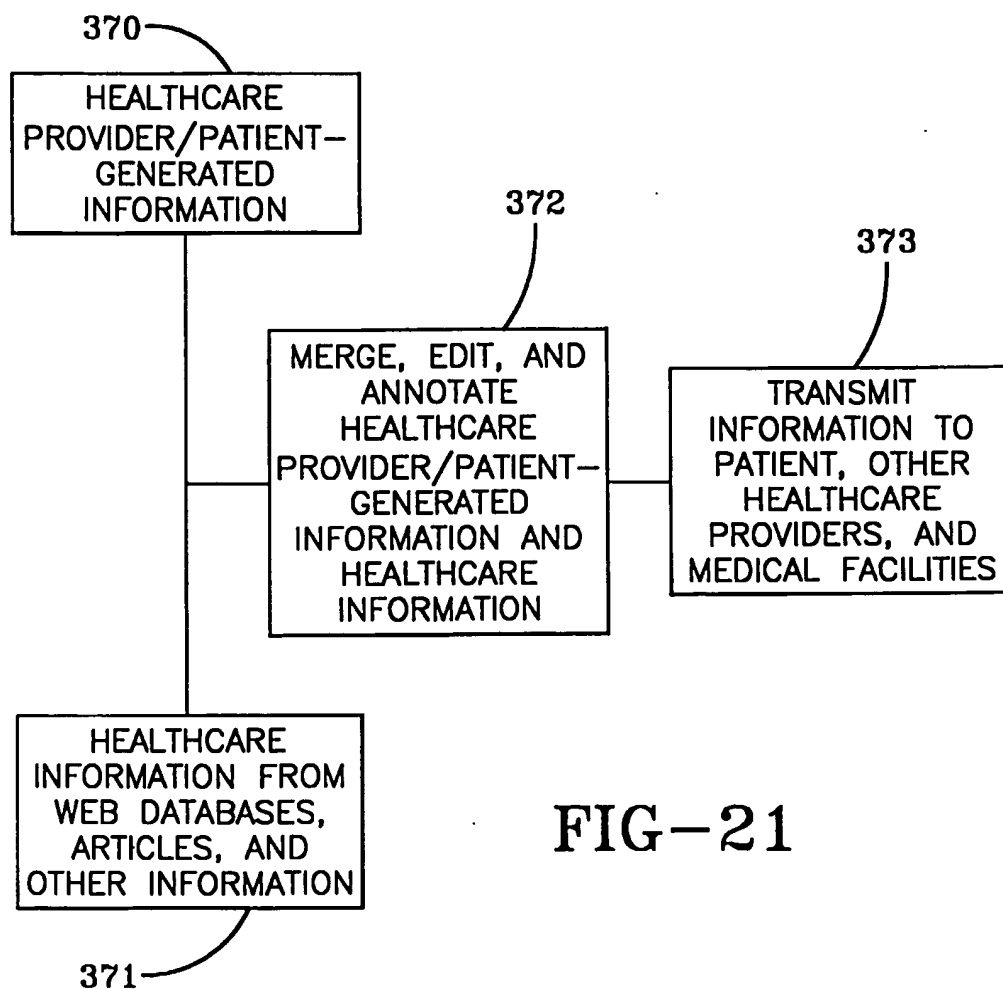 370
HEALTHCARE
PROVIDER/PATIENT-
GENERATED
INFORMATION
372
MERGE, EDIT, AND
ANNOTATE
HEALTHCARE
PROVIDER/PATIENT-
GENERATED
INFORMATION AND
HEALTHCARE
INFORMATION
373
TRANSMIT
INFORMATION TO
PATIENT, OTHER
HEALTHCARE
PROVIDERS, AND
MEDICAL FACILITIES
HEALTHCARE
INFORMATION FROM
WEB DATABASES,
ARTICLES, AND
OTHER INFORMATION
371
FIG-21